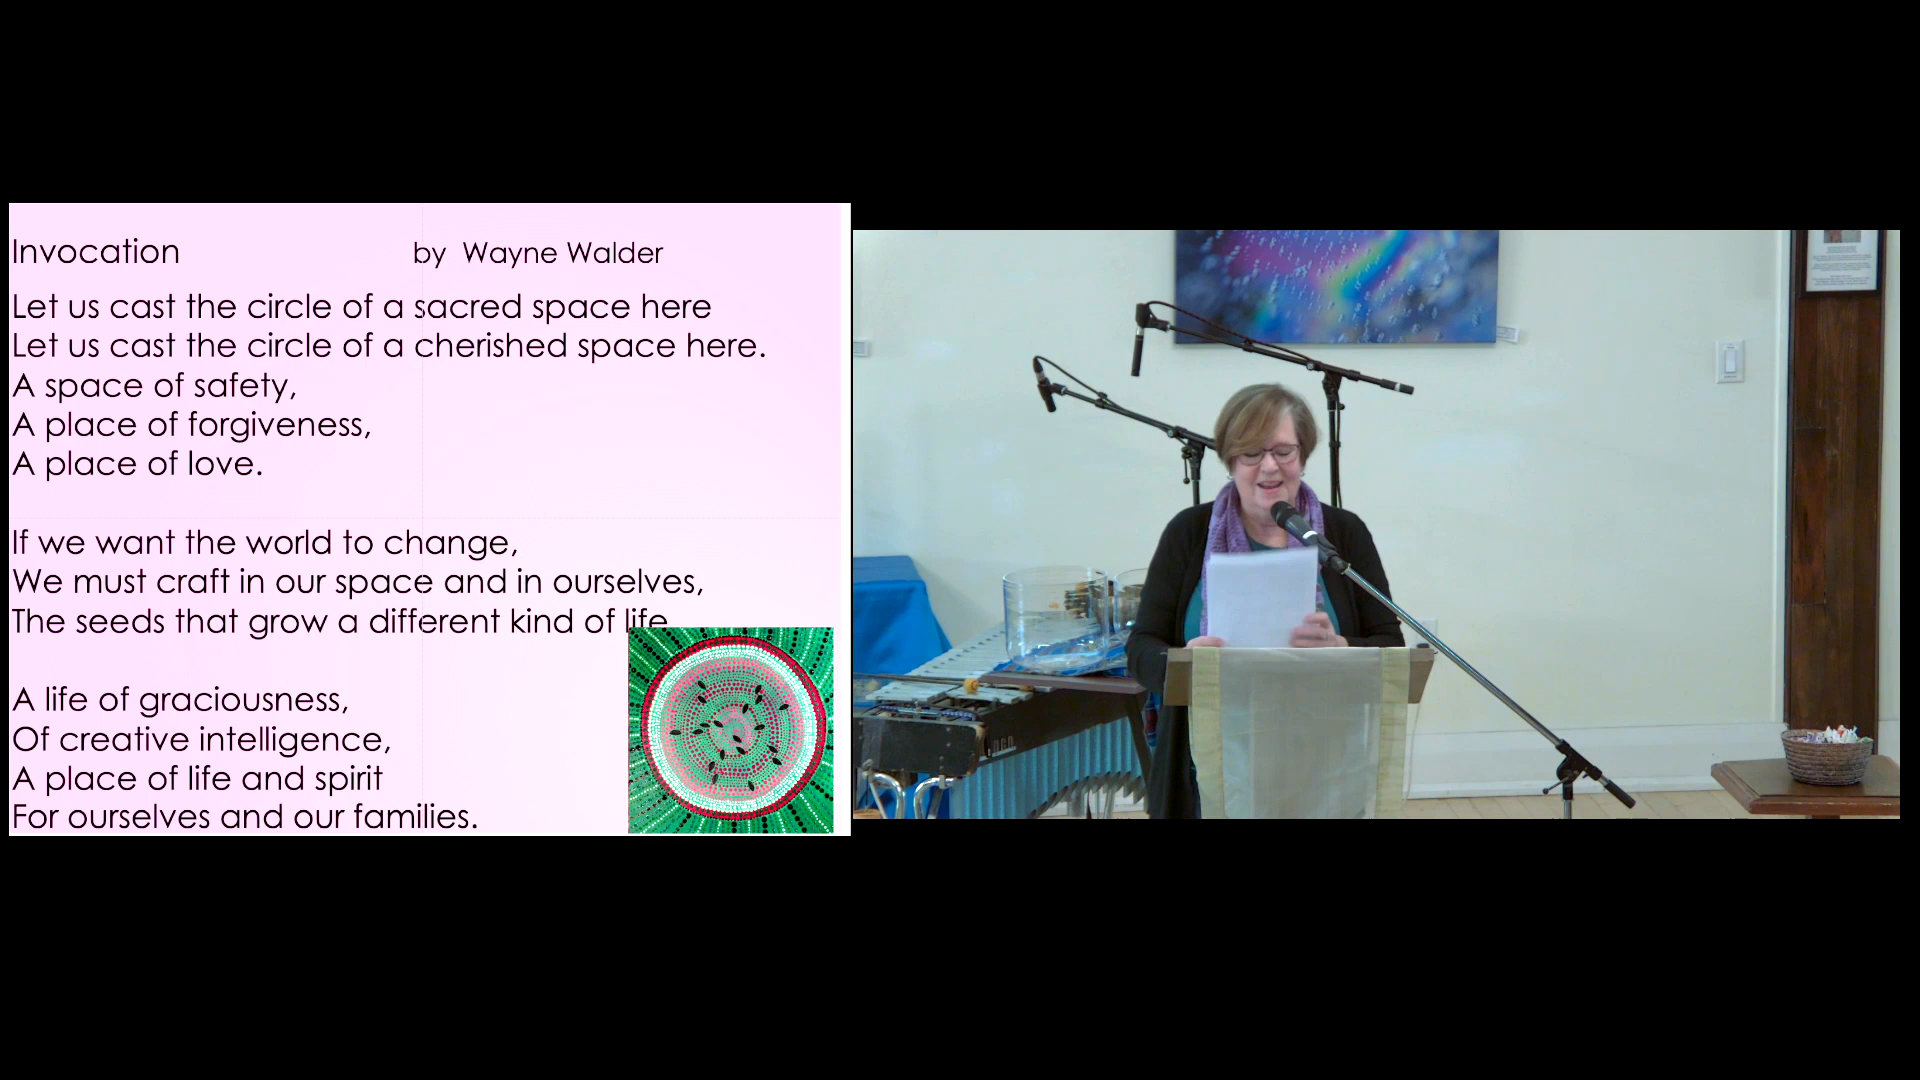 Invocation by Wayne Walder
Let us cast the circle of a sacred space here
Let us cast the circle of a cherished space here.
A space of safety,
A place of forgiveness,
A place of love.
If we want the world to change,
We must craft in our space and in ourselves,
The seeds that grow a different kind of life
A life of graciousness,
Of creative intelligence,
A place of life and spirit
For ourselves and our families.